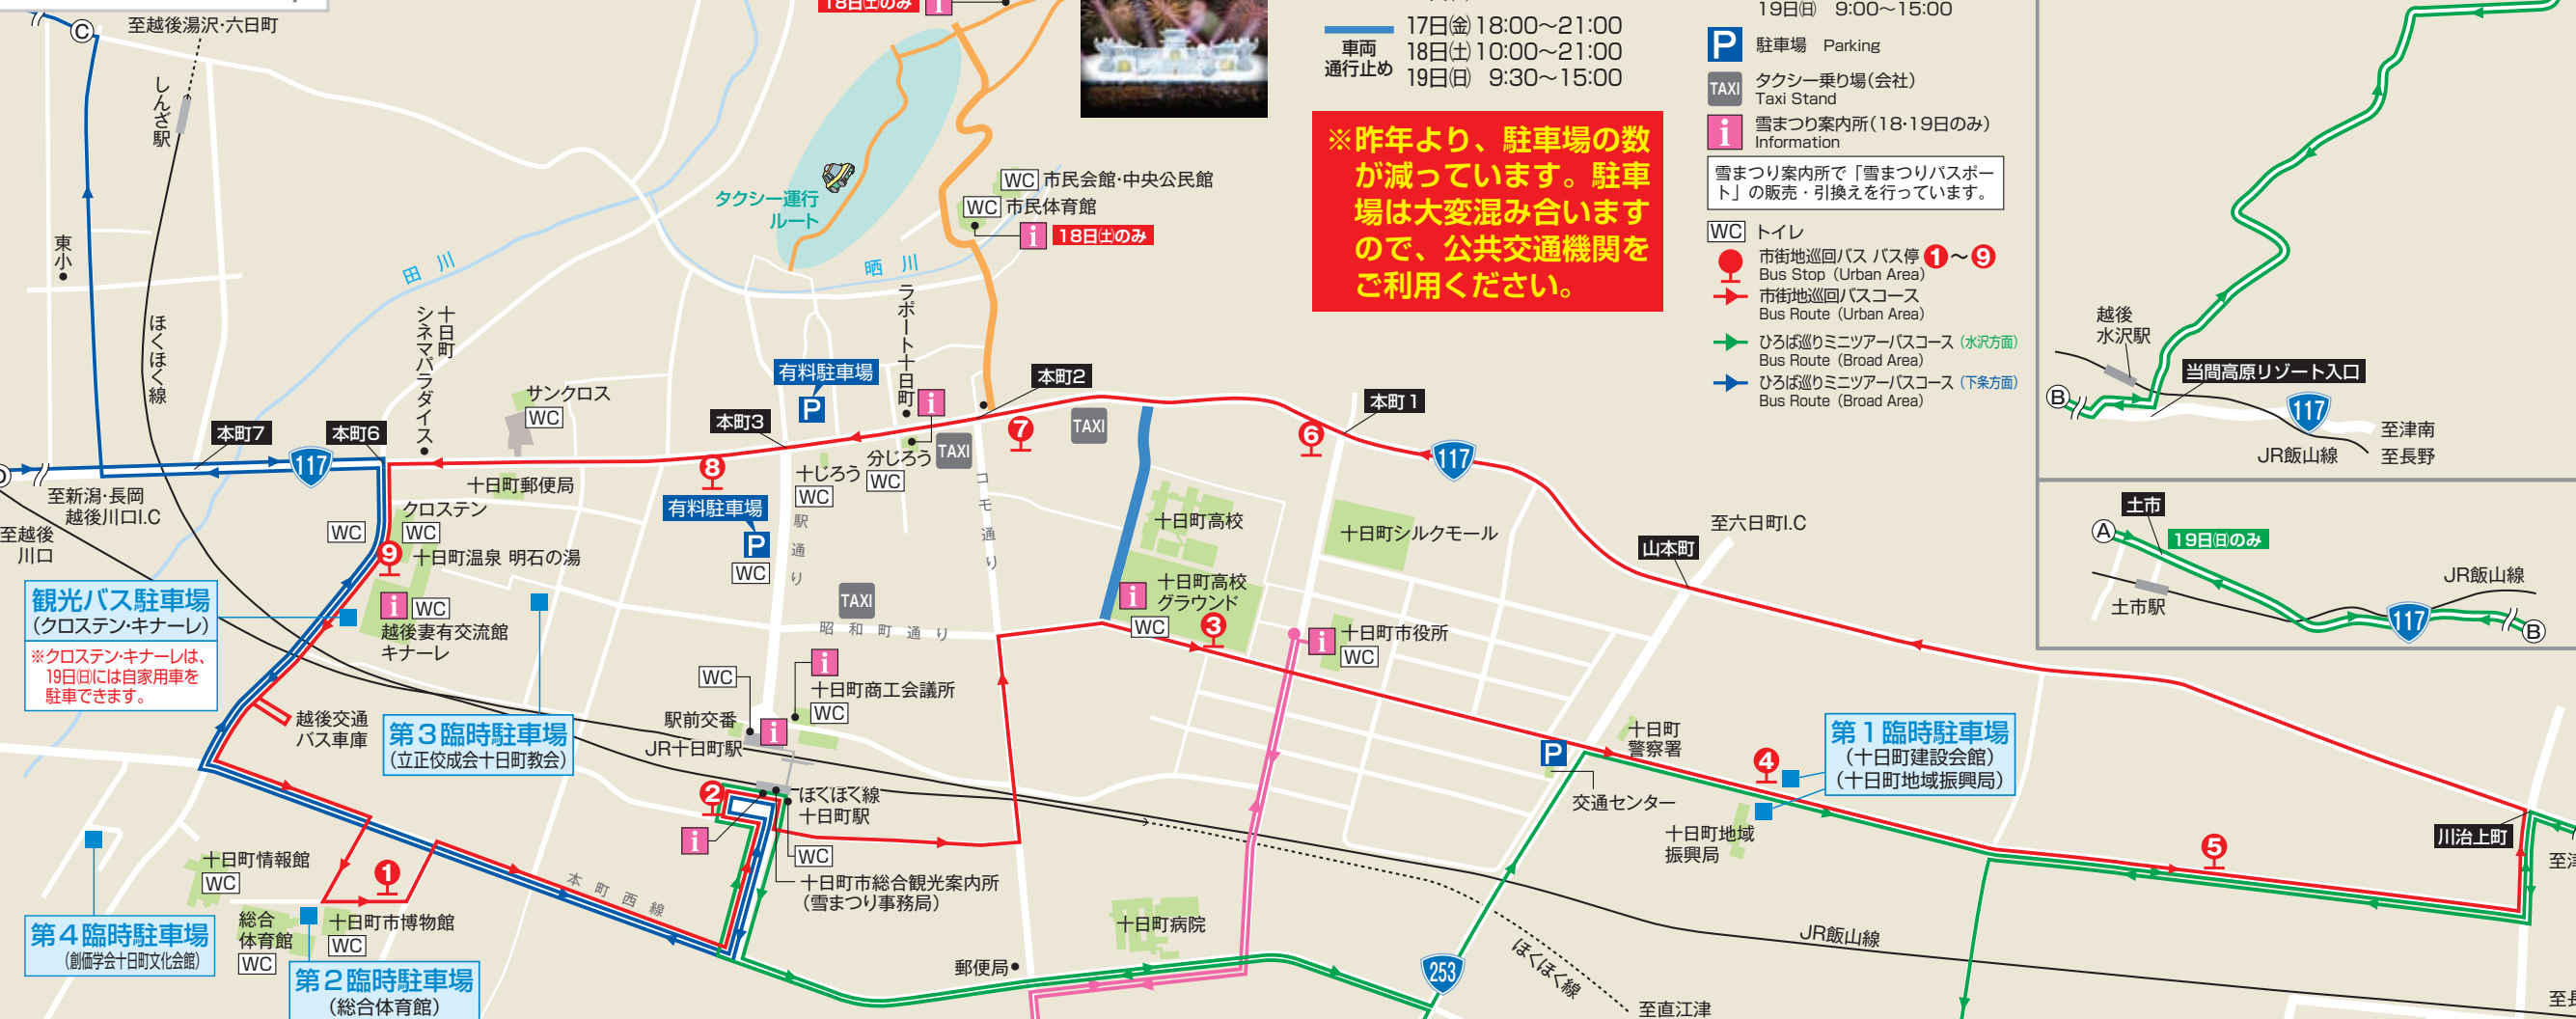 至越後湯沢・六日町
Ⓒ
しんざ駅
東小
ほくほく線
田川
十日町
シネマパラダイス
サンクロス
WC
本町7
本町6
117
至新潟・長岡
越後川口I.C
至越後
川口
18日㈯のみ
i
タクシー運行
ルート
晒川
WC 市民会館・中央公民館
WC 市民体育館
i 18日㈯のみ
ラポート十日町
i
有料駐車場
P
本町3
本町2
TAXI
TAXI
本町1
117
⑥
⑦
⑧
十日町郵便局
有料駐車場
P
WC
十じろう
WC
分じろう
WC
駅通り
コモ通り
クロステン
WC
WC
⑨
十日町温泉 明石の湯
i WC
越後妻有交流館
キナーレ
観光バス駐車場
(クロステン・キナーレ)
※クロステン・キナーレは、
19日㈰には自家用車を
駐車できます。
越後交通
バス車庫
第3臨時駐車場
(立正佼成会十日町教会)
TAXI
昭和町通り
WC
i
十日町商工会議所
WC
駅前交番
i
JR十日町駅
②
ほくほく線
十日町駅
i
WC
十日町市総合観光案内所
(雪まつり事務局)
十日町情報館
WC
①
総合
体育館
WC
十日町市博物館
WC
第4臨時駐車場
(創価学会十日町文化会館)
第2臨時駐車場
(総合体育館)
本町西線
郵便局
十日町病院
十日町高校
i
十日町高校
グラウンド
WC
③
十日町シルクモール
i
十日町市役所
WC
至六日町I.C
山本町
P
交通センター
十日町
警察署
④
第1臨時駐車場
(十日町建設会館)
(十日町地域振興局)
十日町地域
振興局
⑤
川治上町
JR飯山線
253
ほくほく線
至直江津
車両
通行止め
17日㈮18:00〜21:00
18日㈯10:00〜21:00
19日㈰ 9:30〜15:00
※昨年より、駐車場の数
が減っています。駐車
場は大変混み合います
ので、公共交通機関を
ご利用ください。
19日㈰ 9:00〜15:00
P 駐車場 Parking
TAXI タクシー乗り場(会社)
Taxi Stand
i 雪まつり案内所(18・19日のみ)
Information
雪まつり案内所で「雪まつりパスポー
ト」の販売・引換えを行っています。
WC トイレ
市街地巡回バス バス停 ①〜⑨
Bus Stop (Urban Area)
市街地巡回バスコース
Bus Route (Urban Area)
ひろば巡りミニツアーバスコース (水沢方面)
Bus Route (Broad Area)
ひろば巡りミニツアーバスコース (下条方面)
Bus Route (Broad Area)
越後
水沢駅
当間高原リゾート入口
Ⓑ
117
至津南
至長野
JR飯山線
土市
Ⓐ
19日㈰のみ
土市駅
JR飯山線
117
Ⓑ